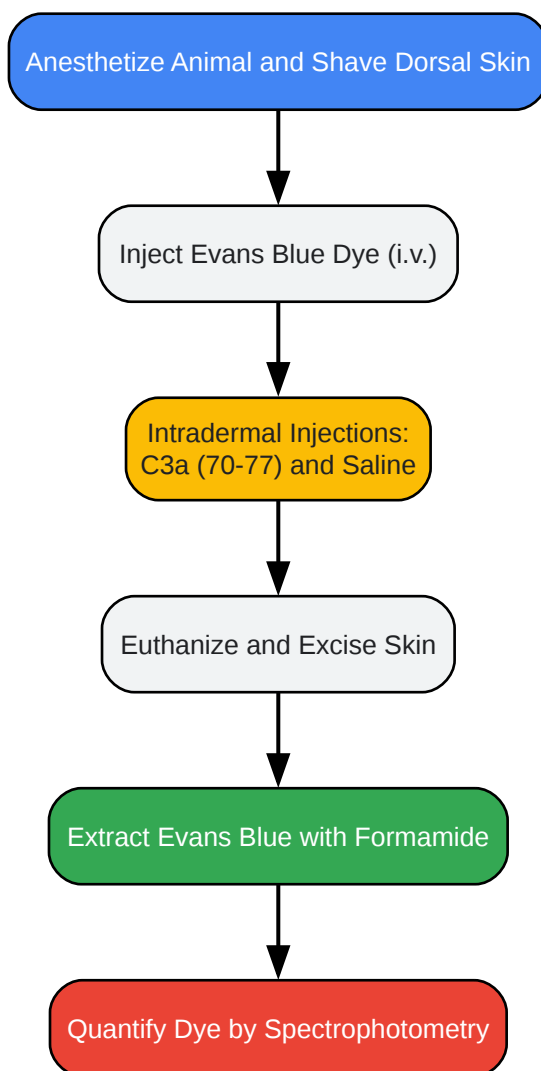 Anesthetize Animal and Shave Dorsal Skin
Inject Evans Blue Dye (i.v.)
Intradermal Injections:
C3a (70-77) and Saline
Euthanize and Excise Skin
Extract Evans Blue with Formamide
Quantify Dye by Spectrophotometry